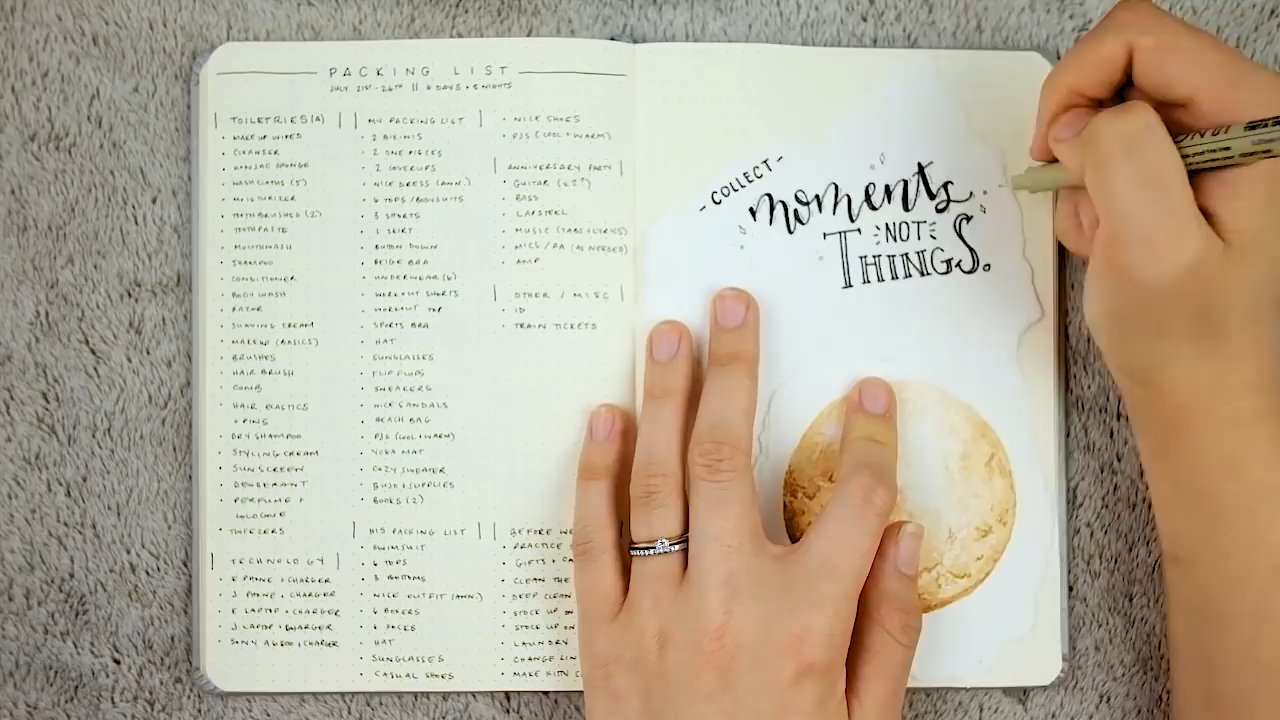 PACKING LIST
JULY 21ST - 26TH || 6 DAYS + 5 NIGHTS
TOILETRIES (A)
• MAKE UP WIPES
• CLEANSER
• KONJAC SPONGE
• WASH CLOTHS (5)
• MOISTURIZER
• TOOTHBRUSHES (2)
• TOOTHPASTE
• MOUTHWASH
• SHAMPOO
• CONDITIONER
• BODY WASH
• RAZOR
• SHAVING CREAM
• MAKEUP (BASICS)
• BRUSHES
• HAIR BRUSH
• COMB
• HAIR ELASTICS
+ PINS
• DRY SHAMPOO
• STYLING CREAM
• SUNSCREEN
• DEODERANT
• PERFUME +
COLOGNE
• TWEEZERS
TECHNOLOGY
• E PHONE + CHARGER
• J PHONE + CHARGER
• E LAPTOP + CHARGER
• J LAPTOP + CHARGER
• SONY A6500 + CHARGER
MY PACKING LIST
• 2 BIKINIS
• 2 ONE PIECES
• 2 COVERUPS
• NICE DRESS (ANN.)
• 6 TOPS / BODYSUITS
• 3 SPORTS
• 1 SKIRT
• BUTTON DOWN
• BEIGE BRA
• UNDERWEAR (6)
• WORKOUT SHORTS
• WORKOUT TOP
• SPORTS BRA
• HAT
• SUNGLASSES
• FLIP FLOPS
• SNEAKERS
• NICE SANDALS
• BEACH BAG
• PJS (COOL + WARM)
• YOGA MAT
• COZY SWEATER
• BUJO + SUPPLIES
• BOOKS (2)
HIS PACKING LIST
• SWIMSUIT
• 6 TOPS
• 3 BOTTOMS
• NICE OUTFIT (ANN.)
• 6 BOXERS
• 6 SOCKS
• HAT
• SUNGLASSES
• CASUAL SHOES
• NICE SHOES
• PJS (COOL + WARM)
ANNIVERSARY PARTY
• GUITAR (x2?)
• BASS
• LAPSTEEL
• MUSIC (TABS + LYRICS)
• MICS / PA (AS NEEDED)
• AMP
OTHER / MISC
• ID
• TRAIN TICKETS
BEFORE WE
• PRACTICE
• GIFTS +
• CLEAN THE
• DEEP CLEAN
• STOCK UP ON
• STOCK UP ON
• LAUNDRY
• CHANGE
• MAKE
- COLLECT -
moments
NOT
THINGS.